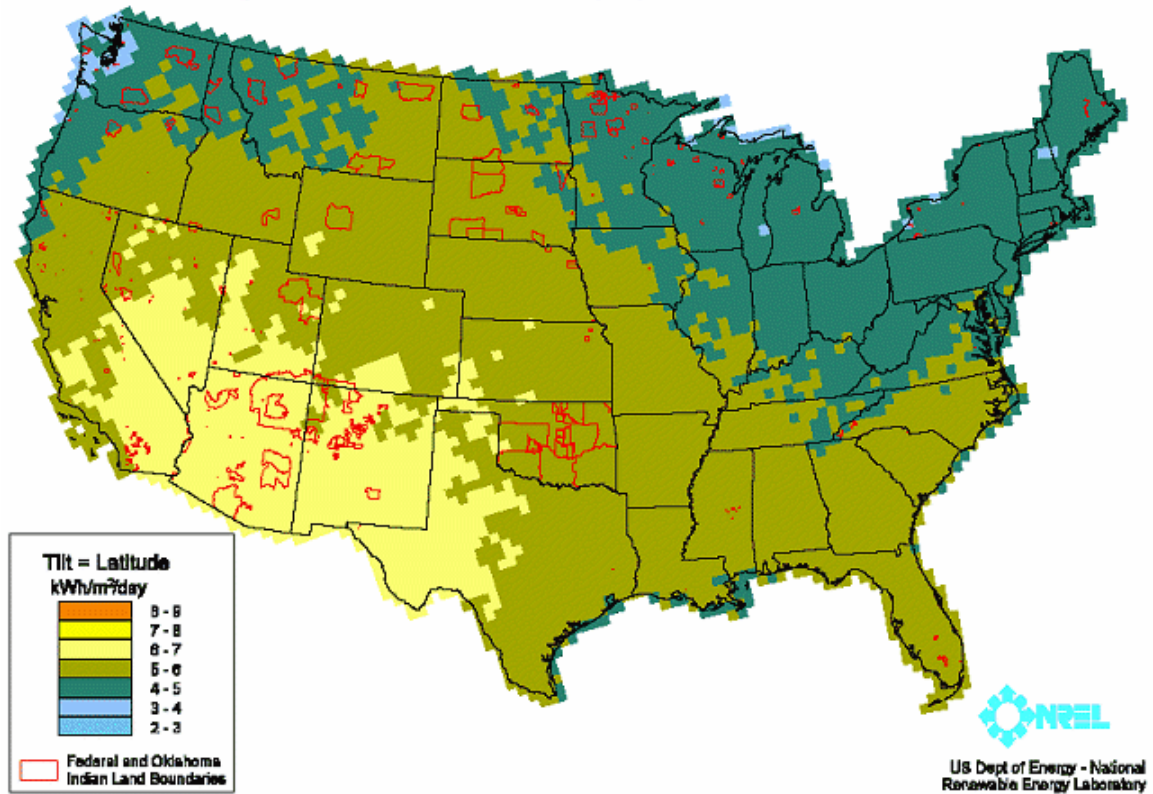 Tilt = Latitude
kWh/m²/day
8 - 9
7 - 8
6 - 7
5 - 6
4 - 5
3 - 4
2 - 3
Federal and Oklahoma
Indian Land Boundaries
NREL
US Dept of Energy - National
Renewable Energy Laboratory